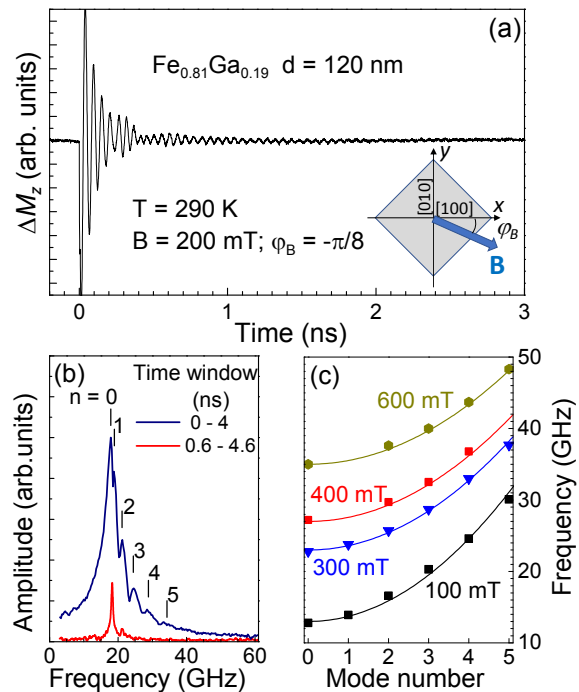 (a)
Fe0.81Ga0.19 d = 120 nm
ΔMz (arb. units)
T = 290 K
B = 200 mT; φB = -π/8
y
[010]
[100]
x
φB
B
0 1 2 3
Time (ns)
(b)
Time window
(ns)
n = 0
0 - 4
0.6 - 4.6
1
2
3
4
5
Amplitude (arb.units)
0 20 40 60
Frequency (GHz)
(c)
600 mT
400 mT
300 mT
100 mT
50
40
30
20
10
Frequency (GHz)
0 1 2 3 4 5
Mode number